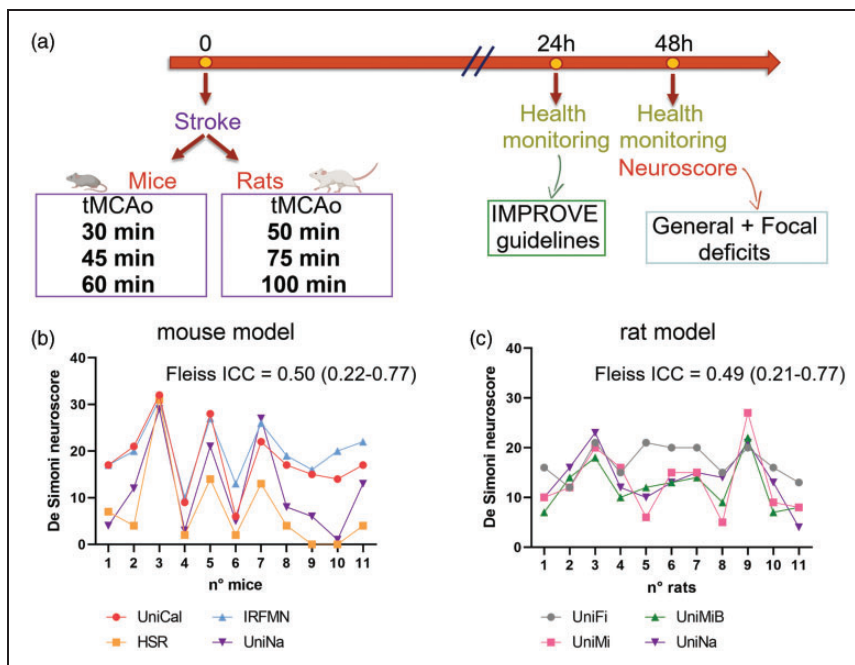 (a)
0
24h
48h
Stroke
Health
monitoring
Health
monitoring
Neuroscore
Mice
Rats
tMCAo
30 min
45 min
60 min
tMCAo
50 min
75 min
100 min
IMPROVE
guidelines
General + Focal
deficits
(b)
mouse model
Fleiss ICC = 0.50 (0.22-0.77)
De Simoni neuroscore
40
30
20
10
0
1 2 3 4 5 6 7 8 9 10 11
n° mice
UniCal
IRFMN
HSR
UniNa
(c)
rat model
Fleiss ICC = 0.49 (0.21-0.77)
De Simoni neuroscore
40
30
20
10
0
1 2 3 4 5 6 7 8 9 10 11
n° rats
UniFi
UniMiB
UniMi
UniNa